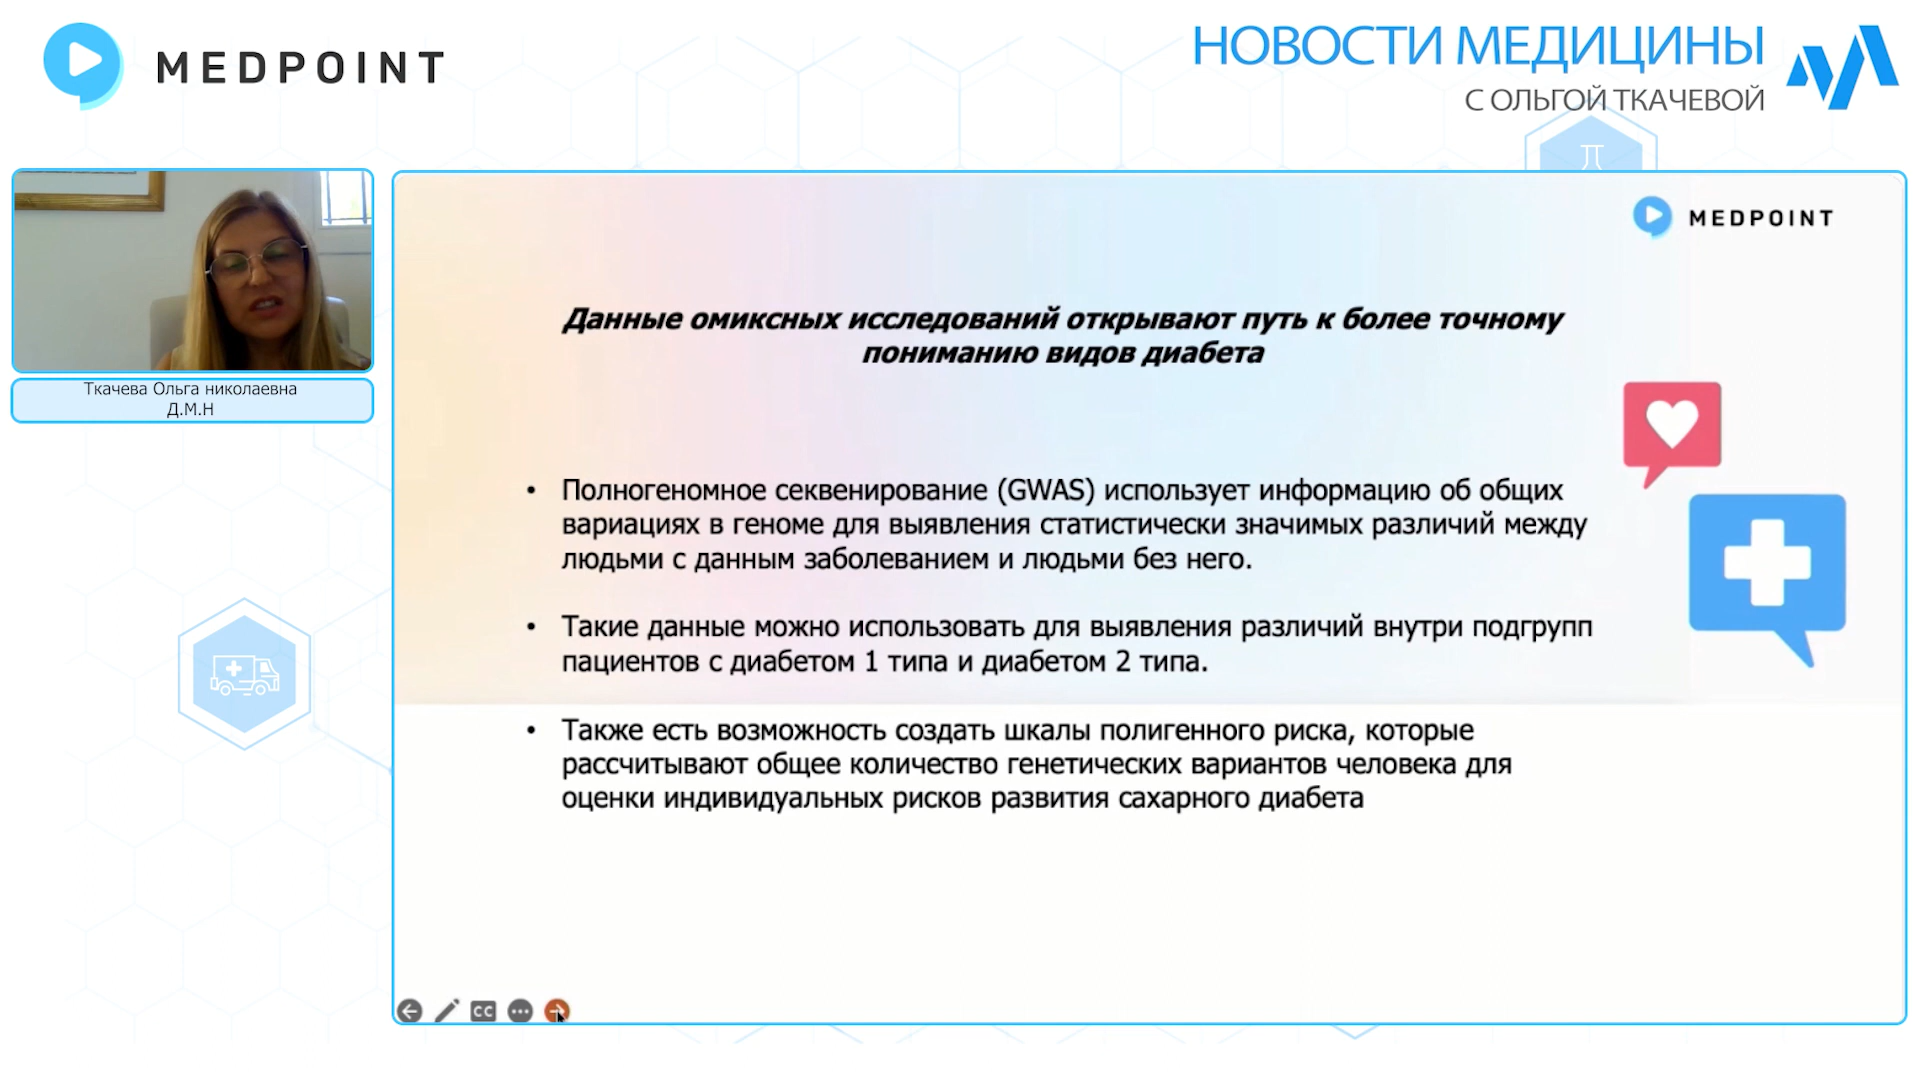 MEDPOINT
НОВОСТИ МЕДИЦИНЫ
С ОЛЬГОЙ ТКАЧЕВОЙ
Ткачева Ольга николаевна
Д.М.Н
MEDPOINT
Данные омиксных исследований открывают путь к более точному
пониманию видов диабета
• Полногеномное секвенирование (GWAS) использует информацию об общих
вариациях в геноме для выявления статистически значимых различий между
людьми с данным заболеванием и людьми без него.
• Такие данные можно использовать для выявления различий внутри подгрупп
пациентов с диабетом 1 типа и диабетом 2 типа.
• Также есть возможность создать шкалы полигенного риска, которые
рассчитывают общее количество генетических вариантов человека для
оценки индивидуальных рисков развития сахарного диабета
CC